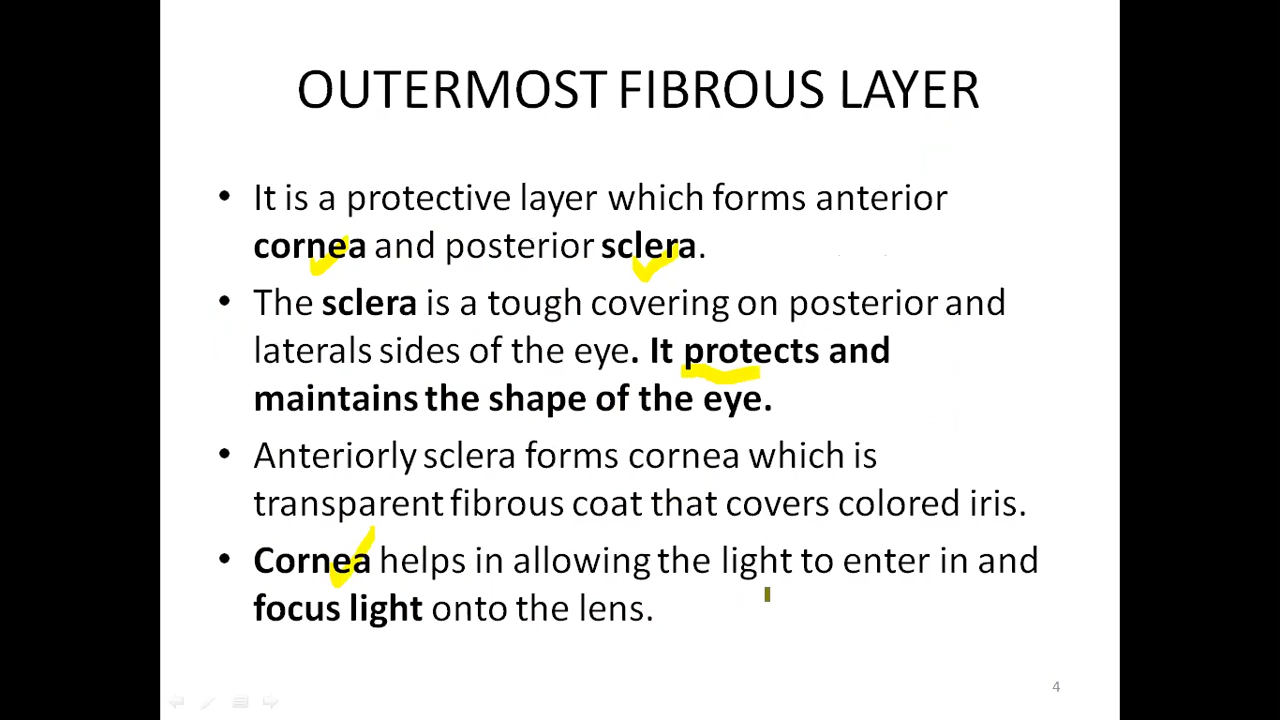 OUTERMOST FIBROUS LAYER
• It is a protective layer which forms anterior
cornea and posterior sclera.
• The sclera is a tough covering on posterior and
laterals sides of the eye. It protects and
maintains the shape of the eye.
• Anteriorly sclera forms cornea which is
transparent fibrous coat that covers colored iris.
• Cornea helps in allowing the light to enter in and
focus light onto the lens.
4